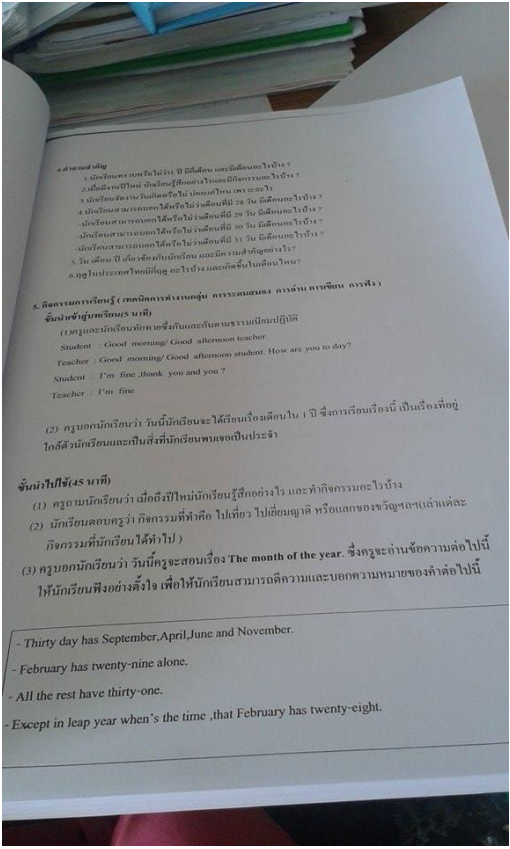 4.คำถามสำคัญ
1.นักเรียนทราบหรือไม่ว่า1 ปี มีกี่เดือน และมีเดือนอะไรบ้าง ?
2.เมื่อมีงานปีใหม่ นักเรียนรู้สึกอย่างไรและมีกิจกรรมอะไรบ้าง ?
3.นักเรียนจัดงานวันเกิดหรือไม่ บ่อยแค่ไหน เพราะอะไร
4.นักเรียนสามารถบอกได้หรือไม่ว่าเดือนที่มี 28 วัน มีเดือนอะไรบ้าง ?
-นักเรียนสามารถบอกได้หรือไม่ว่าเดือนที่มี 29 วัน มีเดือนอะไรบ้าง ?
-นักเรียนสามารถบอกได้หรือไม่ว่าเดือนที่มี 30 วัน มีเดือนอะไรบ้าง ?
-นักเรียนสามารถบอกได้หรือไม่ว่าเดือนที่มี 31 วัน มีเดือนอะไรบ้าง ?
5.วัน เดือน ปี เกี่ยวข้องกับนักเรียน และมีความสำคัญอย่างไร?
6.ฤดูในประเทศไทยมีกี่ฤดู อะไรบ้าง และเกิดขึ้นในเดือนไหน?
5. กิจกรรมการเรียนรู้ ( เทคนิคการทำงานกลุ่ม การระดมสมอง การอ่าน การเขียน การฟัง )
ขั้นนำเข้าสู่บทเรียน(5 นาที)
(1)ครูและนักเรียนทักทายซึ่งกันและกันตามธรรมเนียมปฏิบัติ
Student : Good morning/ Good afternoon teacher.
Teacher : Good morning/ Good afternoon student. How are you to day?
Student : I'm fine ,thank you and you ?
Teacher : I'm fine
(2) ครูบอกนักเรียนว่า วันนี้นักเรียนจะได้เรียนเรื่องเดือนใน 1 ปี ซึ่งการเรียนเรื่องนี้ เป็นเรื่องที่อยู่
ใกล้ตัวนักเรียนและเป็นสิ่งที่นักเรียนพบเจอเป็นประจำ
ขั้นนำไปใช้(45 นาที)
(1) ครูถามนักเรียนว่า เมื่อถึงปีใหม่นักเรียนรู้สึกอย่างไร และทำกิจกรรมอะไรบ้าง
(2) นักเรียนตอบครูว่า กิจกรรมที่ทำคือ ไปเที่ยว ไปเยี่ยมญาติ หรือแลกของขวัญฯลฯ(เล่าแต่ละ
กิจกรรมที่นักเรียนได้ทำไป )
(3) ครูบอกนักเรียนว่า วันนี้ครูจะสอนเรื่อง The month of the year. ซึ่งครูจะอ่านข้อความต่อไปนี้
ให้นักเรียนฟังอย่างตั้งใจ เพื่อให้นักเรียนสามารถตีความและบอกความหมายของคำต่อไปนี้
- Thirty day has September,April,June and November.
- February has twenty-nine alone.
- All the rest have thirty-one.
- Except in leap year when's the time ,that February has twenty-eight.